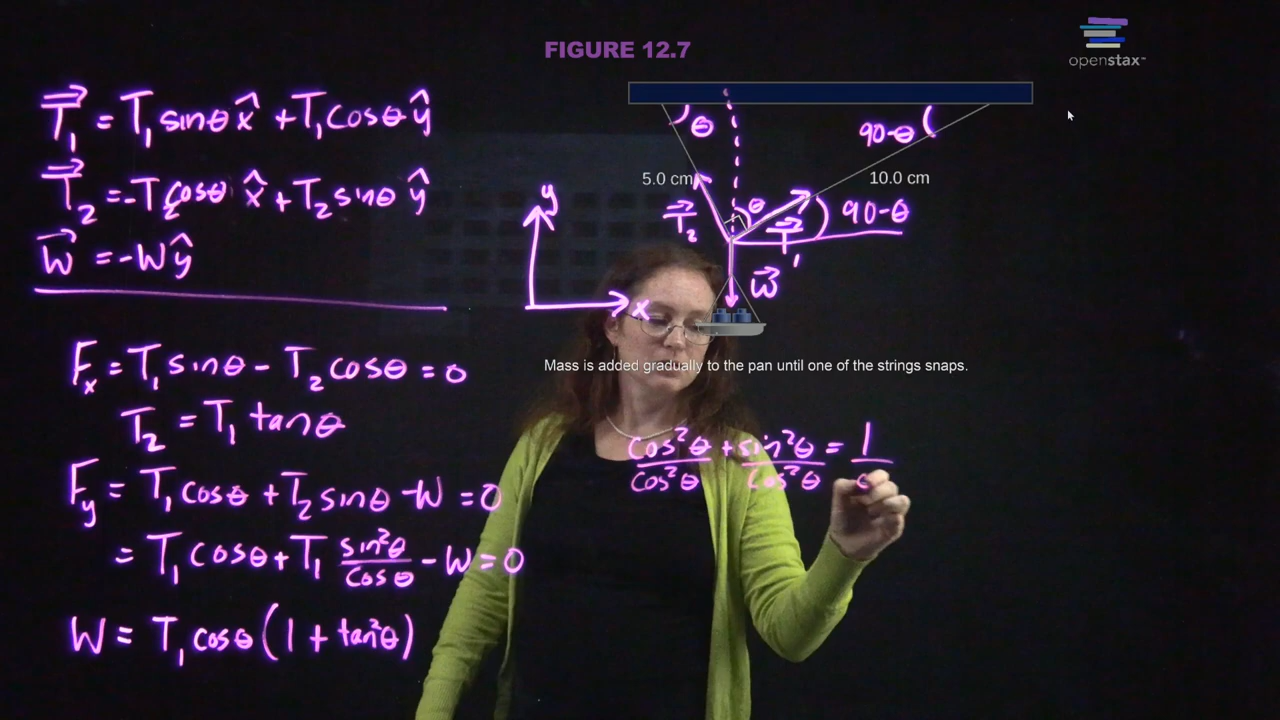 FIGURE 12.7
openstax™
T⃗₁ = T₁ sinθ x̂ + T₁ cosθ ŷ
T⃗₂ = -T₂ cosθ x̂ + T₂ sinθ ŷ
W⃗ = -W ŷ
Fₓ = T₁ sinθ - T₂ cosθ = 0
T₂ = T₁ tanθ
F_y = T₁ cosθ + T₂ sinθ - W = 0
= T₁ cosθ + T₁ sin²θ/cosθ - W = 0
W = T₁ cosθ (1 + tan²θ)
y
x
θ
90-θ
5.0 cm
10.0 cm
T⃗₂
θ
T⃗₁
90-θ
W⃗
Mass is added gradually to the pan until one of the strings snaps.
cos²θ/cos²θ + sin²θ/cos²θ = 1/